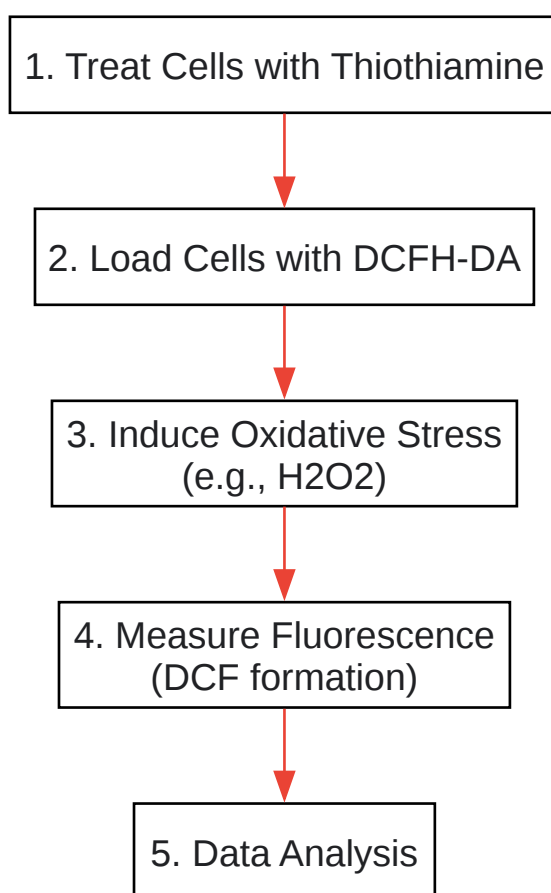 1. Treat Cells with Thiothiamine
2. Load Cells with DCFH-DA
3. Induce Oxidative Stress
(e.g., H2O2)
4. Measure Fluorescence
(DCF formation)
5. Data Analysis